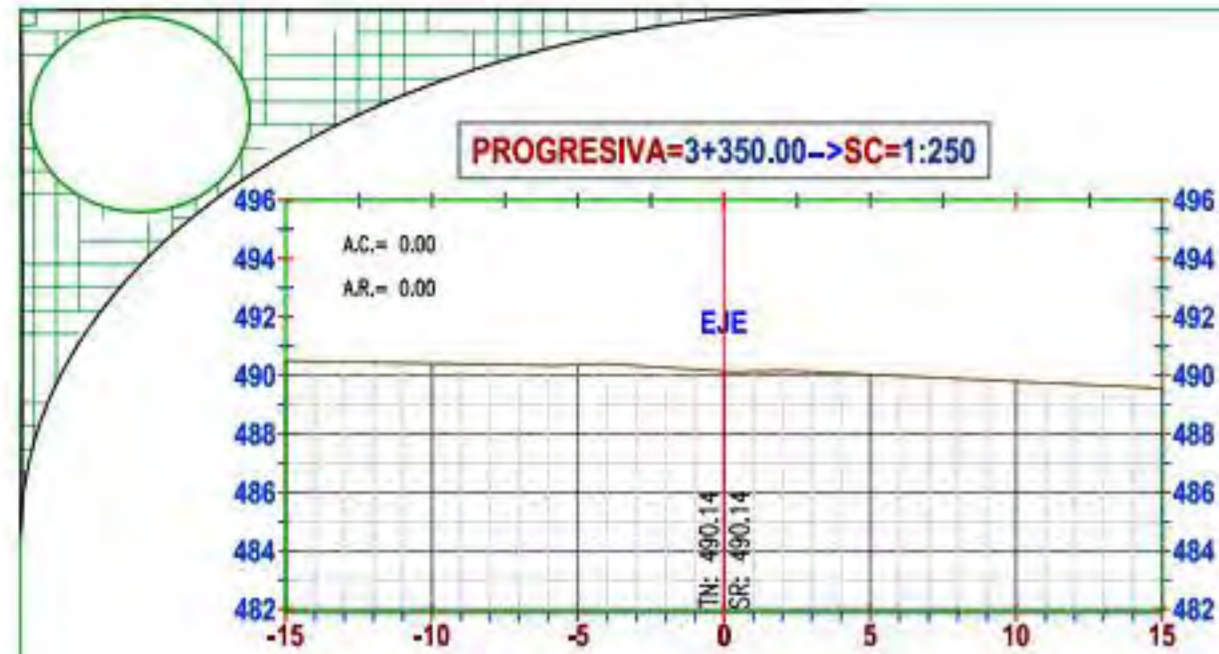 PROGRESIVA=3+350.00-->SC=1:250
496 496
A.C.= 0.00
494 494
A.R.= 0.00
492 EJE 492
490 490
488 488
486 486
TN: 490.14
SR: 490.14
484 484
482 482
-15 -10 -5 0 5 10 15